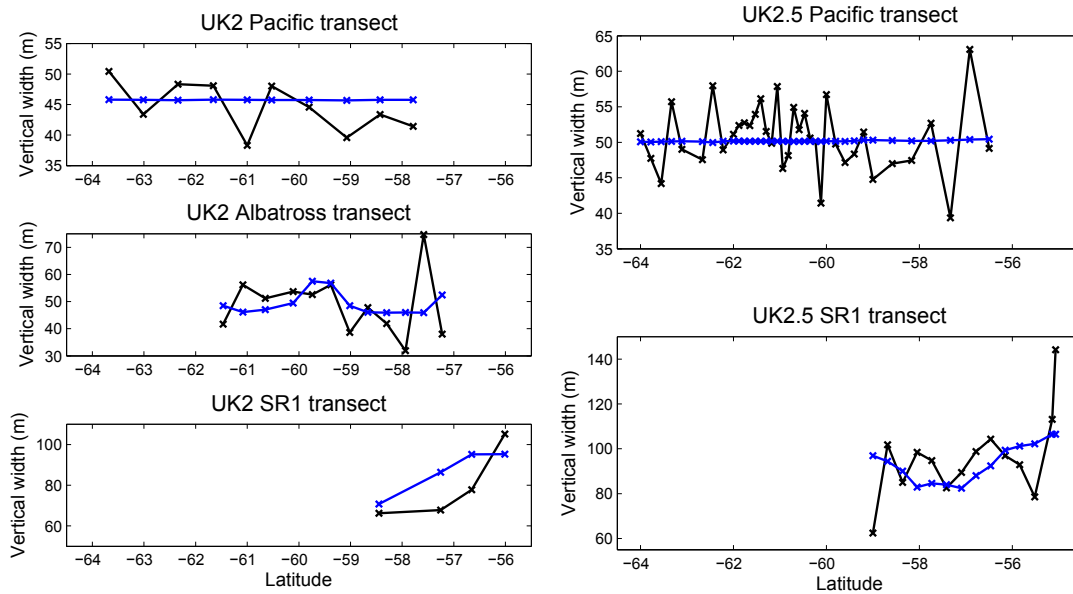 UK2 Pacific transect
Vertical width (m)
55
50
45
40
35
−64 −63 −62 −61 −60 −59 −58 −57 −56
UK2 Albatross transect
Vertical width (m)
70
60
50
40
30
−64 −63 −62 −61 −60 −59 −58 −57 −56
UK2 SR1 transect
Vertical width (m)
100
80
60
−64 −63 −62 −61 −60 −59 −58 −57 −56
Latitude
UK2.5 Pacific transect
Vertical width (m)
65
60
55
50
45
40
35
−64 −62 −60 −58 −56
UK2.5 SR1 transect
Vertical width (m)
140
120
100
80
60
−64 −62 −60 −58 −56
Latitude